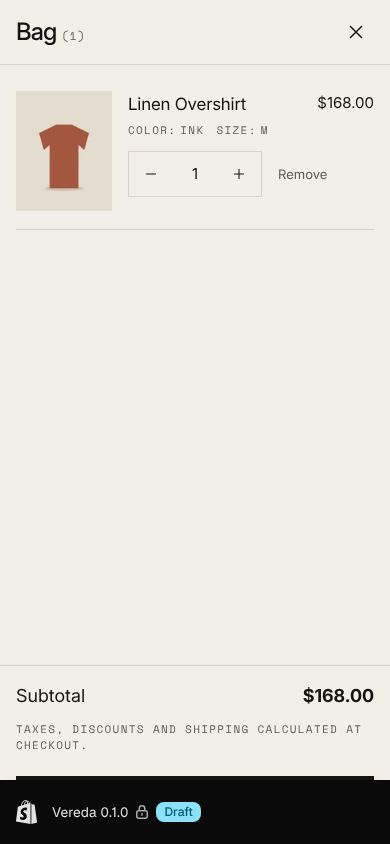 Bag (1)
Linen Overshirt $168.00
COLOR: INK SIZE: M
1 Remove
Subtotal $168.00
TAXES, DISCOUNTS AND SHIPPING CALCULATED AT
CHECKOUT.
Vereda 0.1.0 Draft